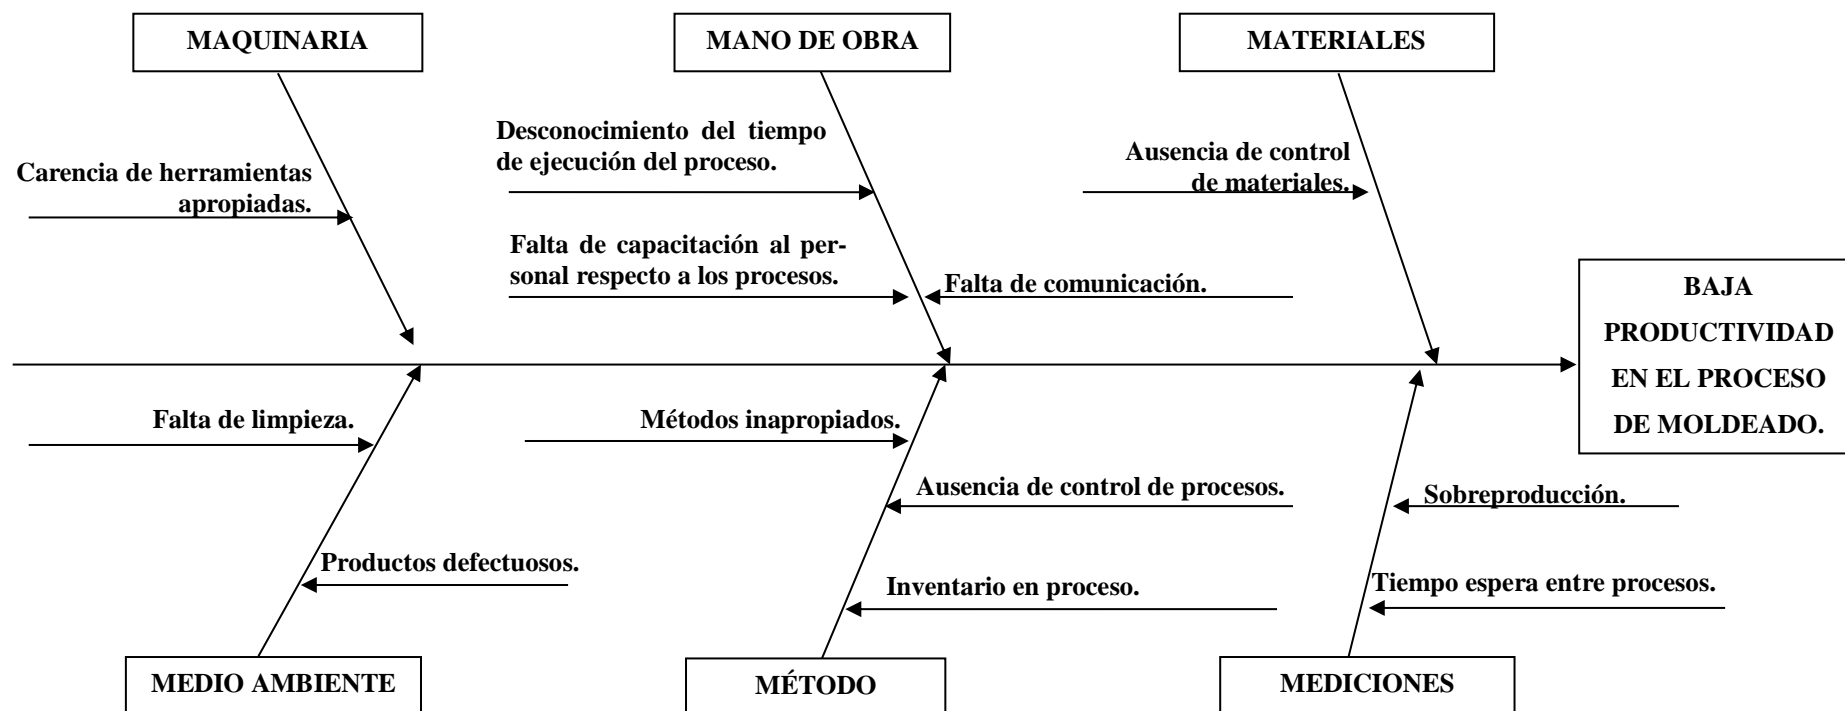 MAQUINARIA
MANO DE OBRA
MATERIALES
Desconocimiento del tiempo
de ejecución del proceso.
Ausencia de control
de materiales.
Carencia de herramientas
apropiadas.
Falta de capacitación al per-
sonal respecto a los procesos.
Falta de comunicación.
BAJA
PRODUCTIVIDAD
EN EL PROCESO
DE MOLDEADO.
Falta de limpieza.
Métodos inapropiados.
Ausencia de control de procesos.
Sobreproducción.
Productos defectuosos.
Inventario en proceso.
Tiempo espera entre procesos.
MEDIO AMBIENTE
MÉTODO
MEDICIONES